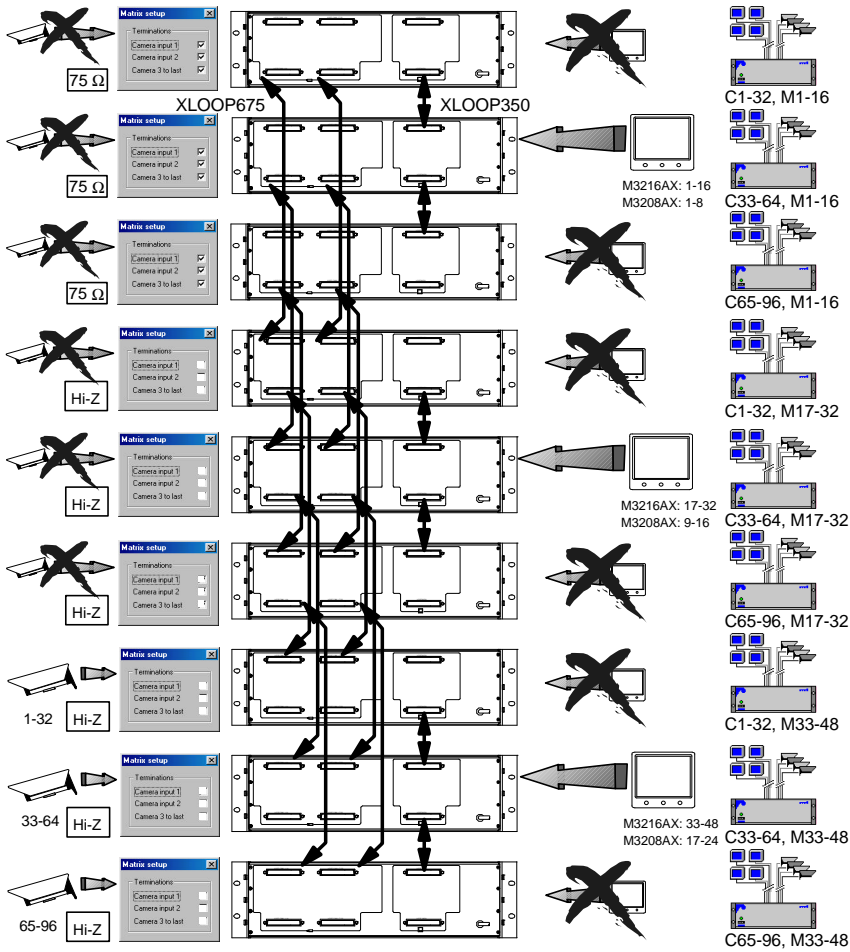 Matrix setup
Terminations
Camera input 1
Camera input 2
Camera 3 to last
75 Ω
C1-32, M1-16
XLOOP675
XLOOP350
Matrix setup
Terminations
Camera input 1
Camera input 2
Camera 3 to last
75 Ω
M3216AX: 1-16
M3208AX: 1-8
C33-64, M1-16
Matrix setup
Terminations
Camera input 1
Camera input 2
Camera 3 to last
75 Ω
C65-96, M1-16
Matrix setup
Terminations
Camera input 1
Camera input 2
Camera 3 to last
Hi-Z
C1-32, M17-32
Matrix setup
Terminations
Camera input 1
Camera input 2
Camera 3 to last
Hi-Z
M3216AX: 17-32
M3208AX: 9-16
C33-64, M17-32
Matrix setup
Terminations
Camera input 1
Camera input 2
Camera 3 to last
Hi-Z
C65-96, M17-32
Matrix setup
Terminations
Camera input 1
Camera input 2
Camera 3 to last
1-32
Hi-Z
C1-32, M33-48
Matrix setup
Terminations
Camera input 1
Camera input 2
Camera 3 to last
33-64
Hi-Z
M3216AX: 33-48
M3208AX: 17-24
C33-64, M33-48
Matrix setup
Terminations
Camera input 1
Camera input 2
Camera 3 to last
65-96
Hi-Z
C65-96, M33-48